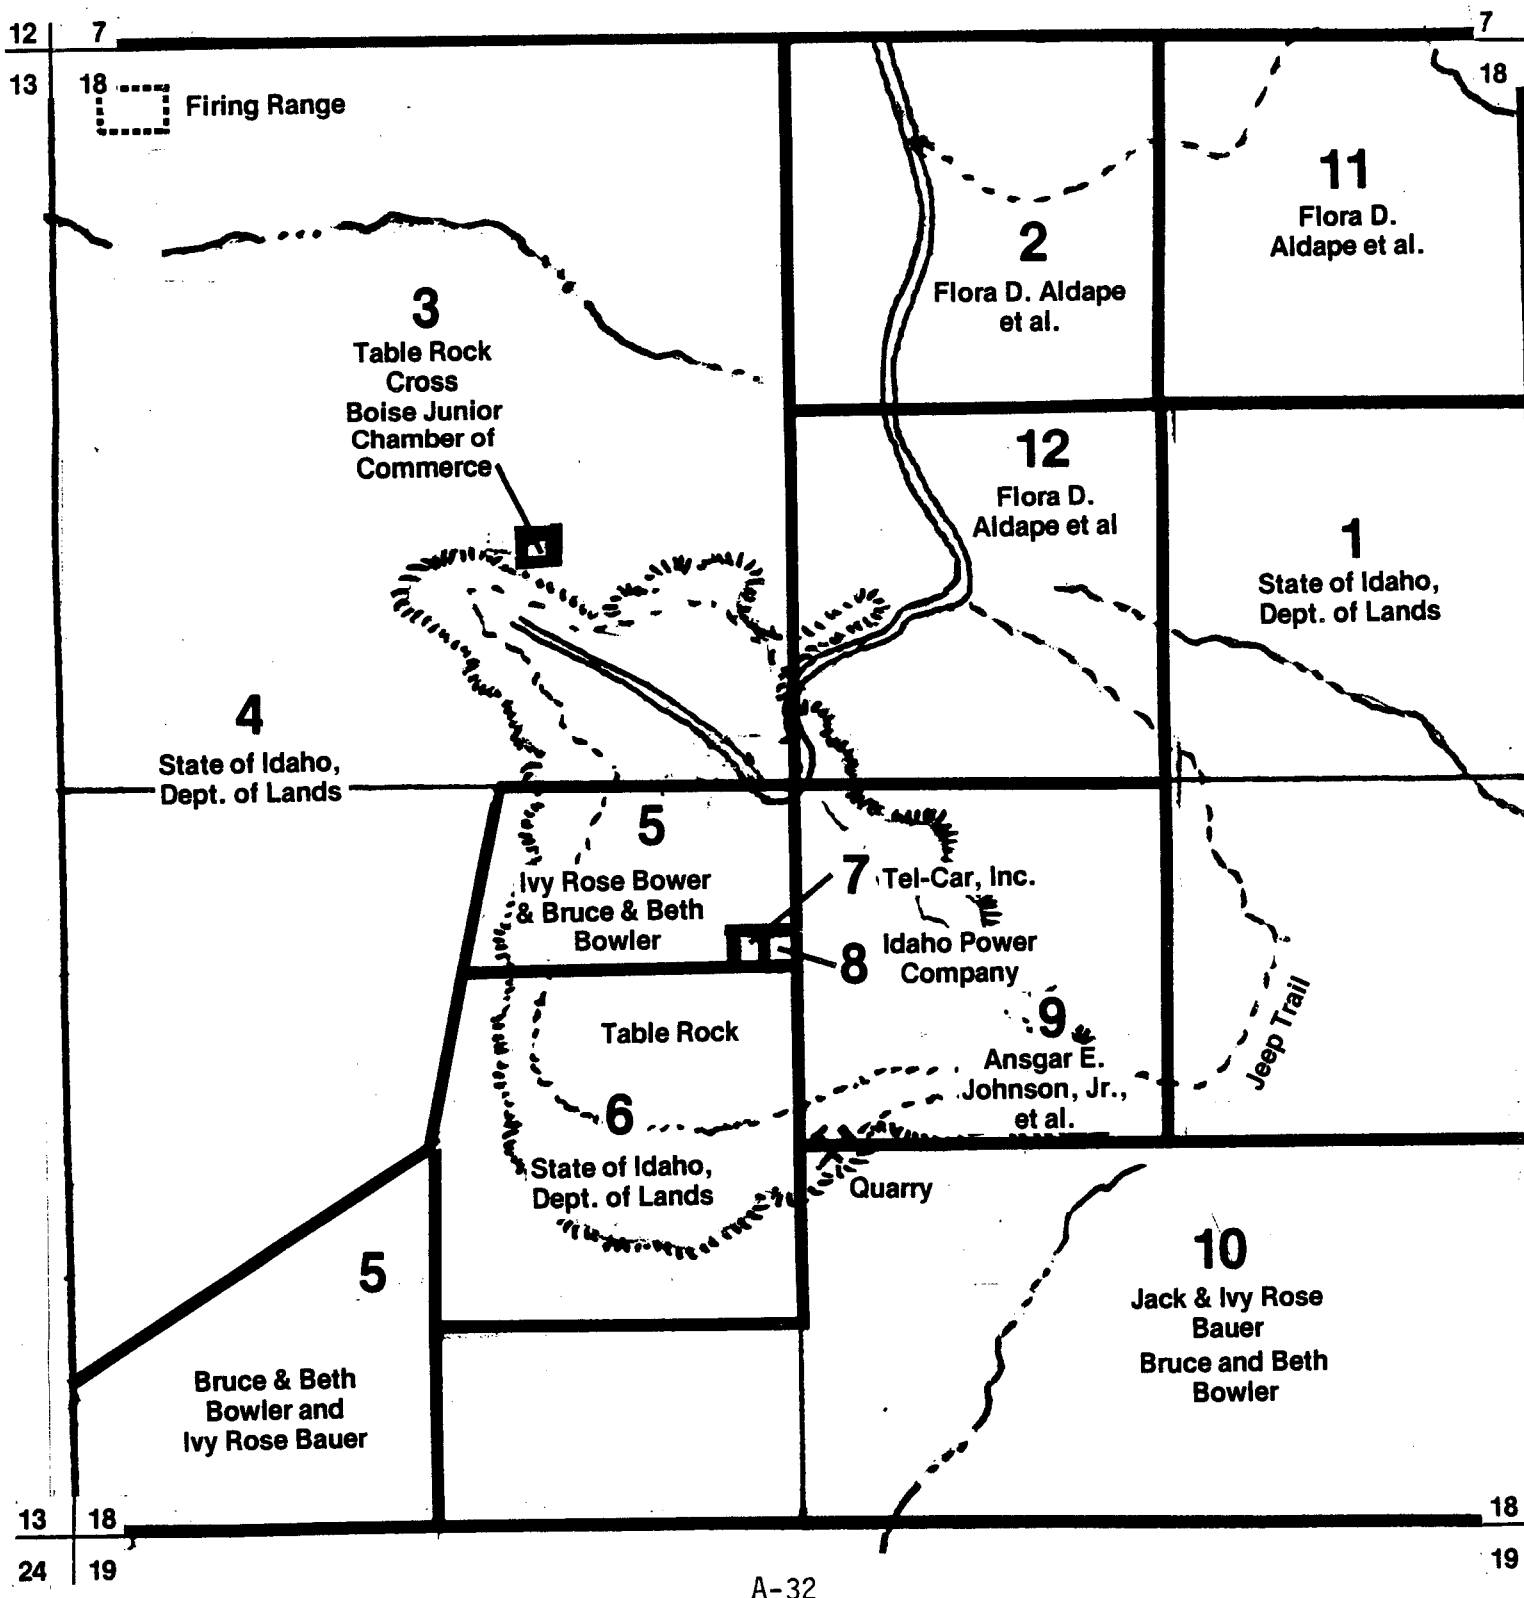 12 7
7
13 18
18
Firing Range
11
Flora D.
Aldape et al.
2
Flora D. Aldape
et al.
3
Table Rock
Cross
Boise Junior
Chamber of
Commerce
12
Flora D.
Aldape et al
1
State of Idaho,
Dept. of Lands
4
State of Idaho,
Dept. of Lands
5
Ivy Rose Bower
& Bruce & Beth
Bowler
7 Tel-Car, Inc.
8 Idaho Power
Company
Table Rock
9
Ansgar E.
Johnson, Jr.,
et al.
Jeep Trail
6
State of Idaho,
Dept. of Lands
Quarry
10
Jack & Ivy Rose
Bauer
Bruce and Beth
Bowler
5
Bruce & Beth
Bowler and
Ivy Rose Bauer
13 18
18
24 19
19
A-32